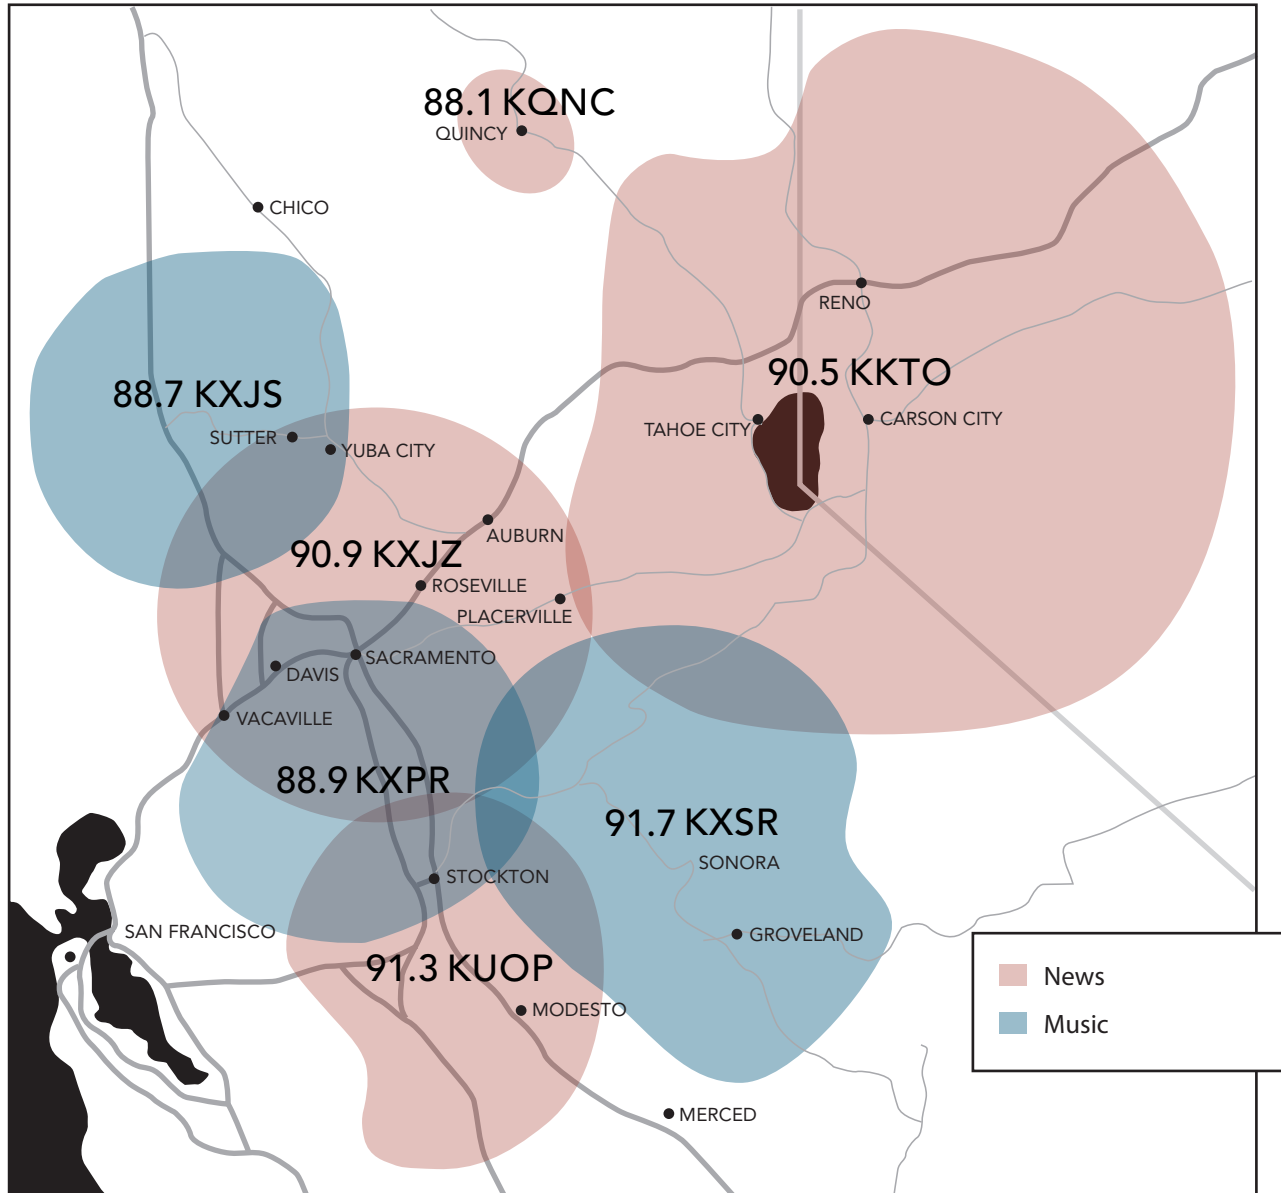 88.1 KQNC
QUINCY
CHICO
RENO
90.5 KKTO
88.7 KXJS
TAHOE CITY
CARSON CITY
SUTTER
YUBA CITY
AUBURN
90.9 KXJZ
ROSEVILLE
PLACERVILLE
SACRAMENTO
DAVIS
VACAVILLE
88.9 KXPR
91.7 KXSR
SONORA
STOCKTON
SAN FRANCISCO
GROVELAND
91.3 KUOP
MODESTO
MERCED
News
Music